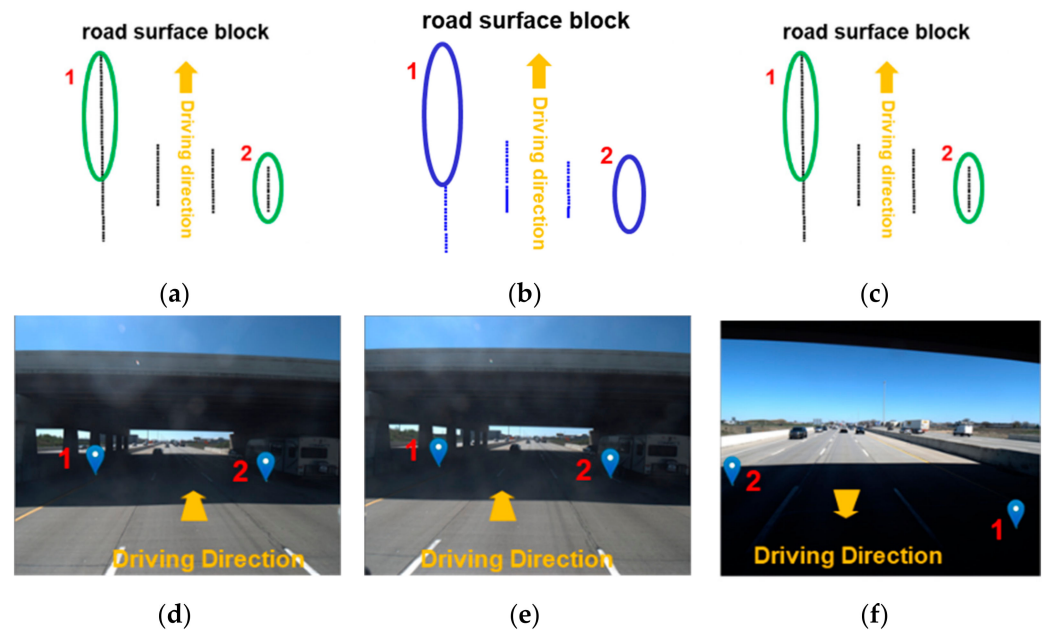 road surface block
1
Driving direction
2
(a)
road surface block
1
Driving direction
2
(b)
road surface block
1
Driving direction
2
(c)
1
2
Driving Direction
(d)
1
2
Driving Direction
(e)
2
1
Driving Direction
(f)